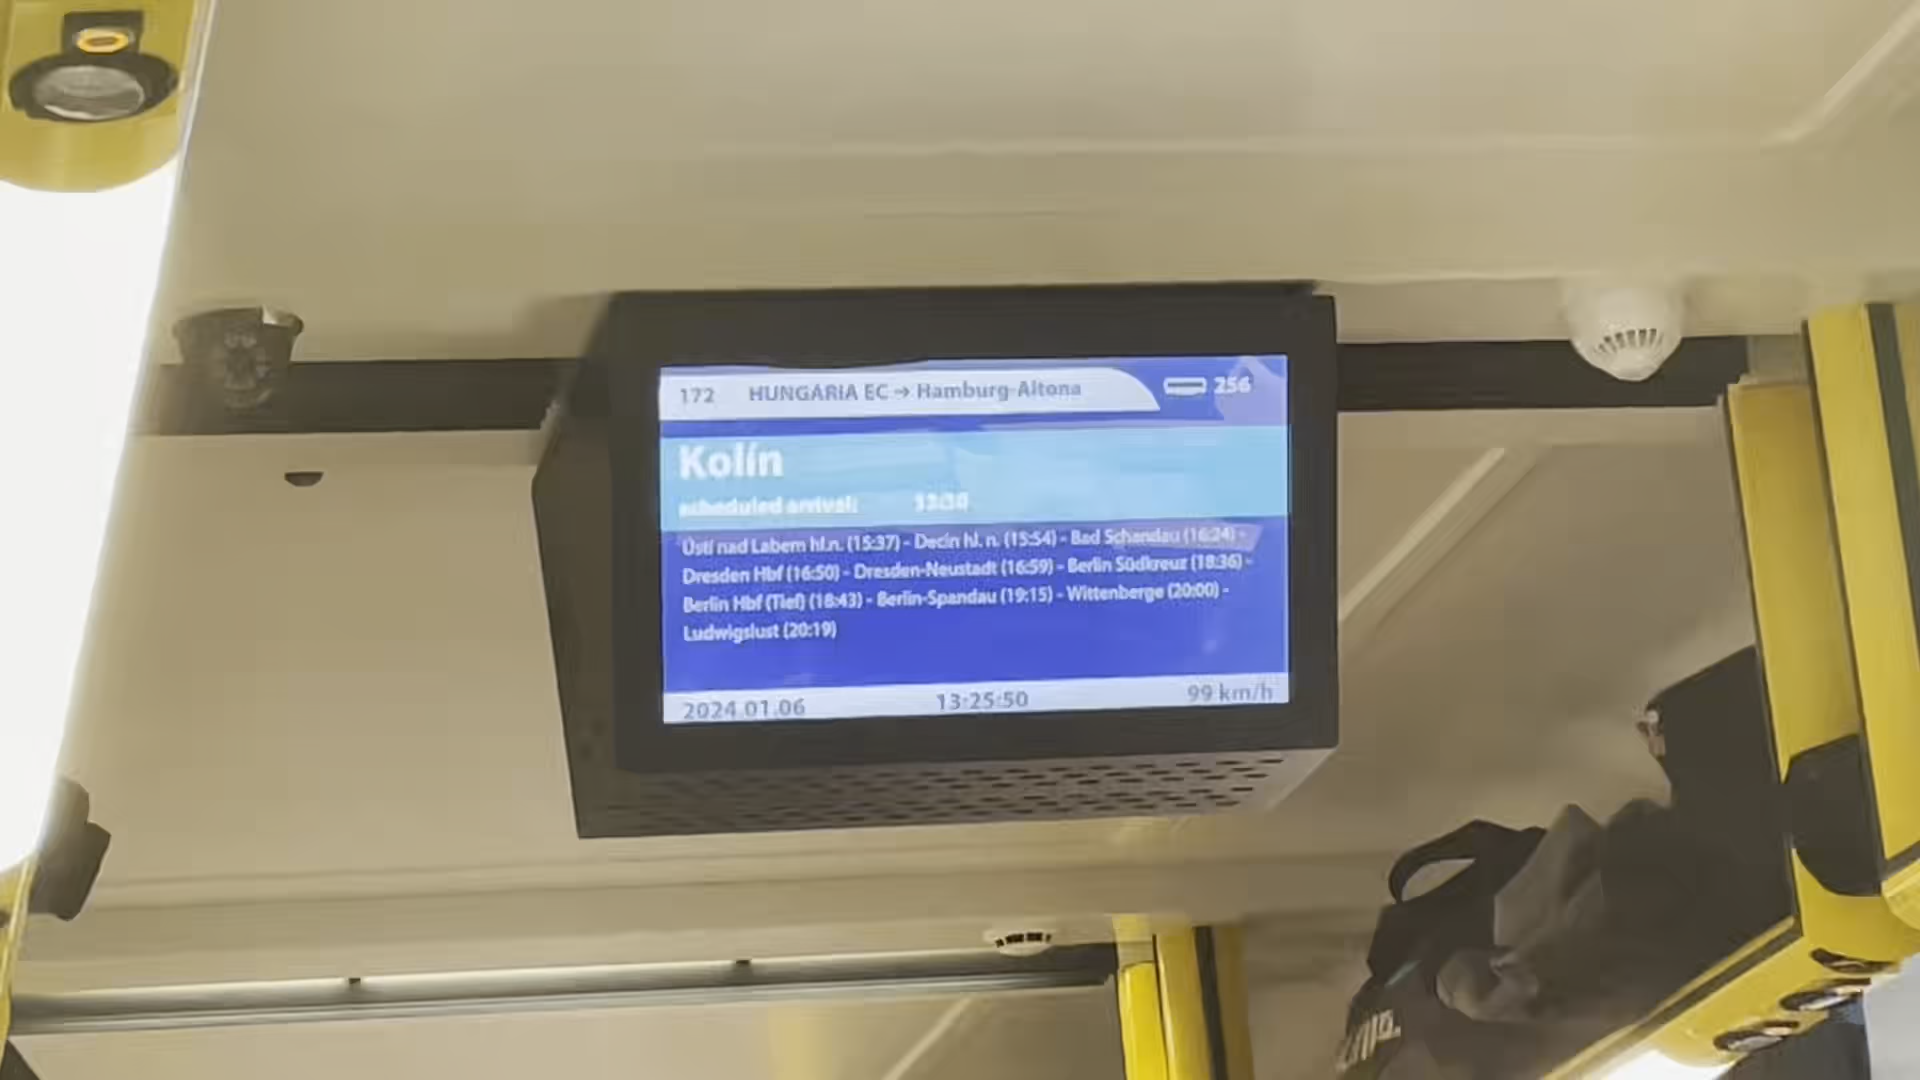 172 HUNGARIA EC → Hamburg-Altona 256
Kolín
scheduled arrival:
Ústí nad Labem hl.n. (15:37) - Decin hl. n. (15:54) - Bad Schandau (16:24) -
Dresden Hbf (16:50) - Dresden-Neustadt (16:59) - Berlin Südkreuz (18:36) -
Berlin Hbf (Tief) (18:43) - Berlin-Spandau (19:15) - Wittenberge (20:00) -
Ludwigslust (20:19)
2024.01.06 13:25:50 99 km/h